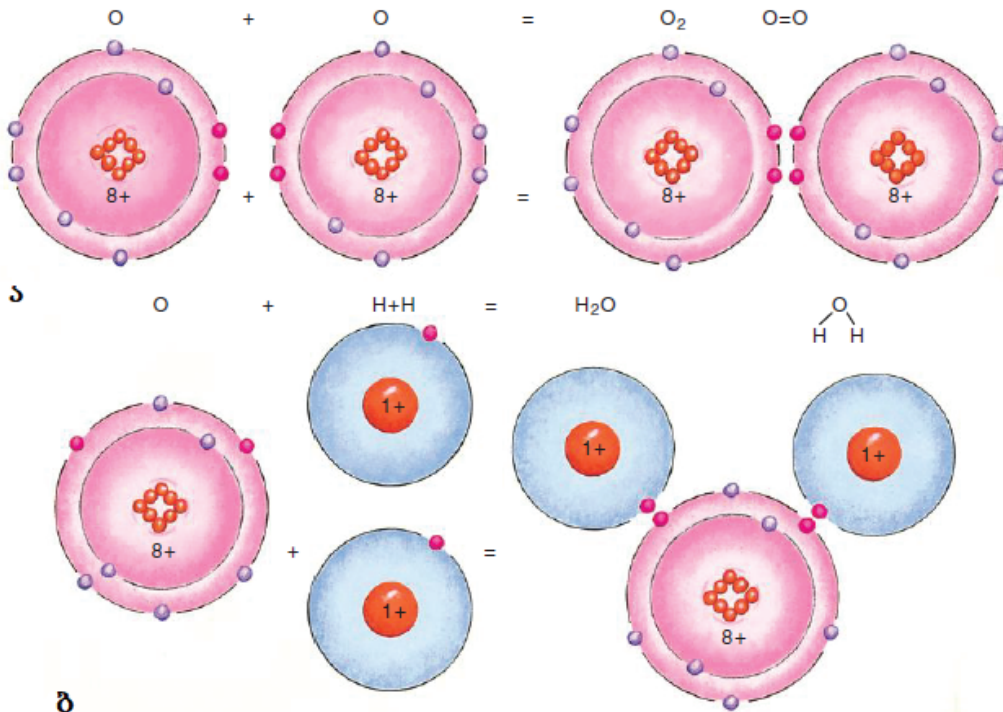 O + O = O₂ O=O
8+ + 8+ = 8+ 8+
ა
O + H+H = H₂O
O
H H
1+
1+ 1+
8+ + =
1+
8+
ბ